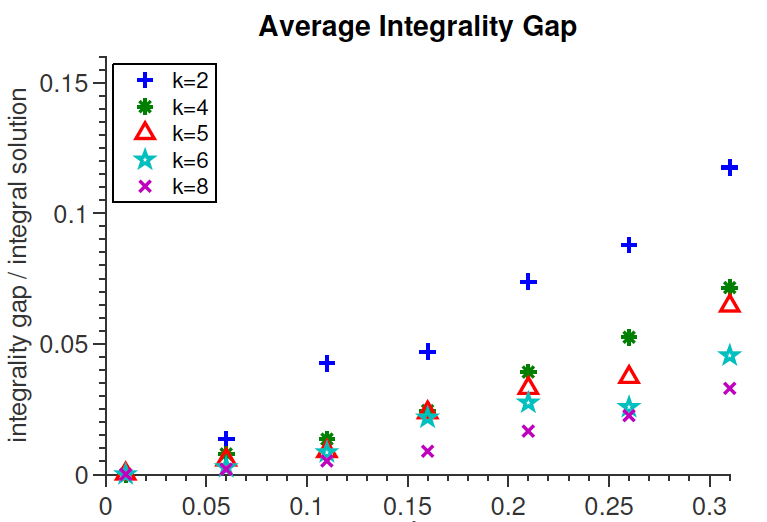 Average Integrality Gap
integrality gap / integral solution
0.15
0.1
0.05
0
k=2
k=4
k=5
k=6
k=8
0 0.05 0.1 0.15 0.2 0.25 0.3